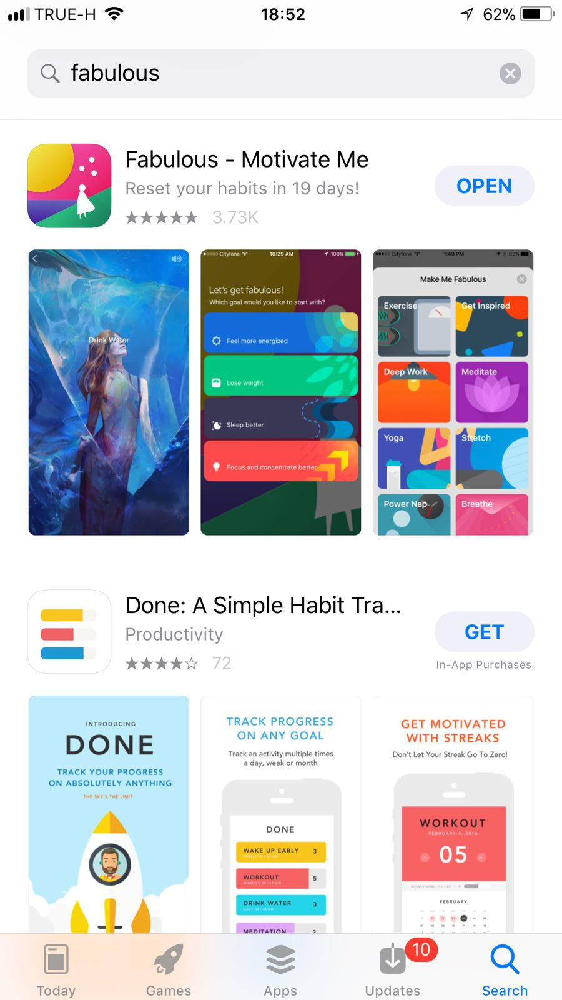 TRUE-H 18:52 62%
fabulous
Fabulous - Motivate Me
Reset your habits in 19 days!
3.73K
OPEN
Drink Water
Cityfone 10:29 AM 100%
Let's get fabulous!
Which goal would you like to start with?
Feel more energized
Lose weight
Sleep better
Focus and concentrate better
Cityfone 1:49 PM 82%
Make Me Fabulous
Exercise Get Inspired
Deep Work Meditate
Yoga Stretch
Power Nap Breathe
Done: A Simple Habit Tra...
Productivity
72
GET
In-App Purchases
INTRODUCING
DONE
TRACK YOUR PROGRESS
ON ABSOLUTELY ANYTHING
THE SKY'S THE LIMIT
TRACK PROGRESS
ON ANY GOAL
Track an activity multiple times
a day, week or month
DONE
WAKE UP EARLY 3
WORKOUT 5
DRINK WATER 3
MEDITATION 3
GET MOTIVATED
WITH STREAKS
Don't Let Your Streak Go To Zero!
WORKOUT
FEBRUARY 4, 2016
- 05 +
FEBRUARY
10
Today Games Apps Updates Search